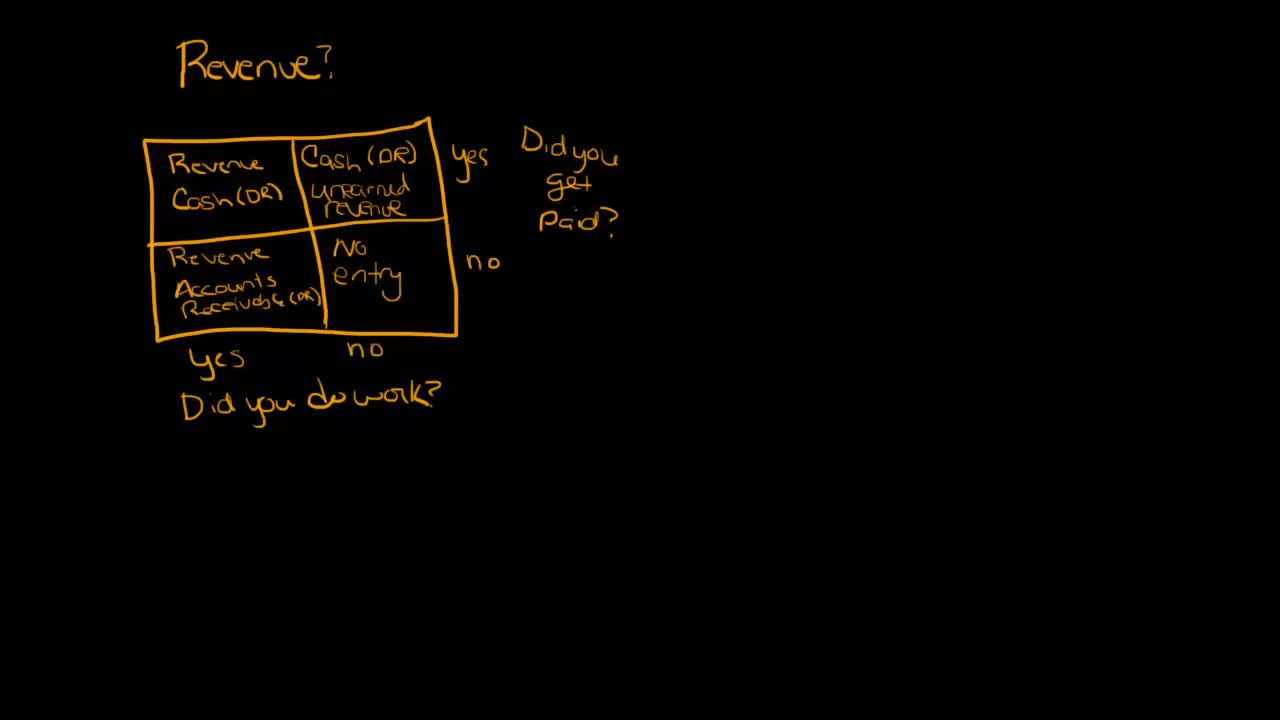 Revenue?
Revenue
Cash (DR)
Cash (DR)
unearned
revenue
yes
Did you
get
paid?
Revenue
Accounts
Receivable (DR)
No
entry
no
yes
no
Did you do work?